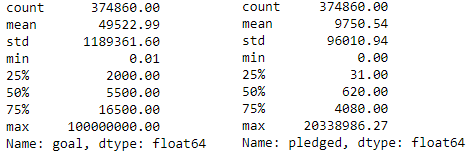 count    374860.00    count    374860.00
mean    49522.99    mean    9750.54
std    1189361.60    std    96010.94
min    0.01    min    0.00
25%    2000.00    25%    31.00
50%    5500.00    50%    620.00
75%    16500.00    75%    4080.00
max    100000000.00    max    20338986.27
Name: goal, dtype: float64    Name: pledged, dtype: float64